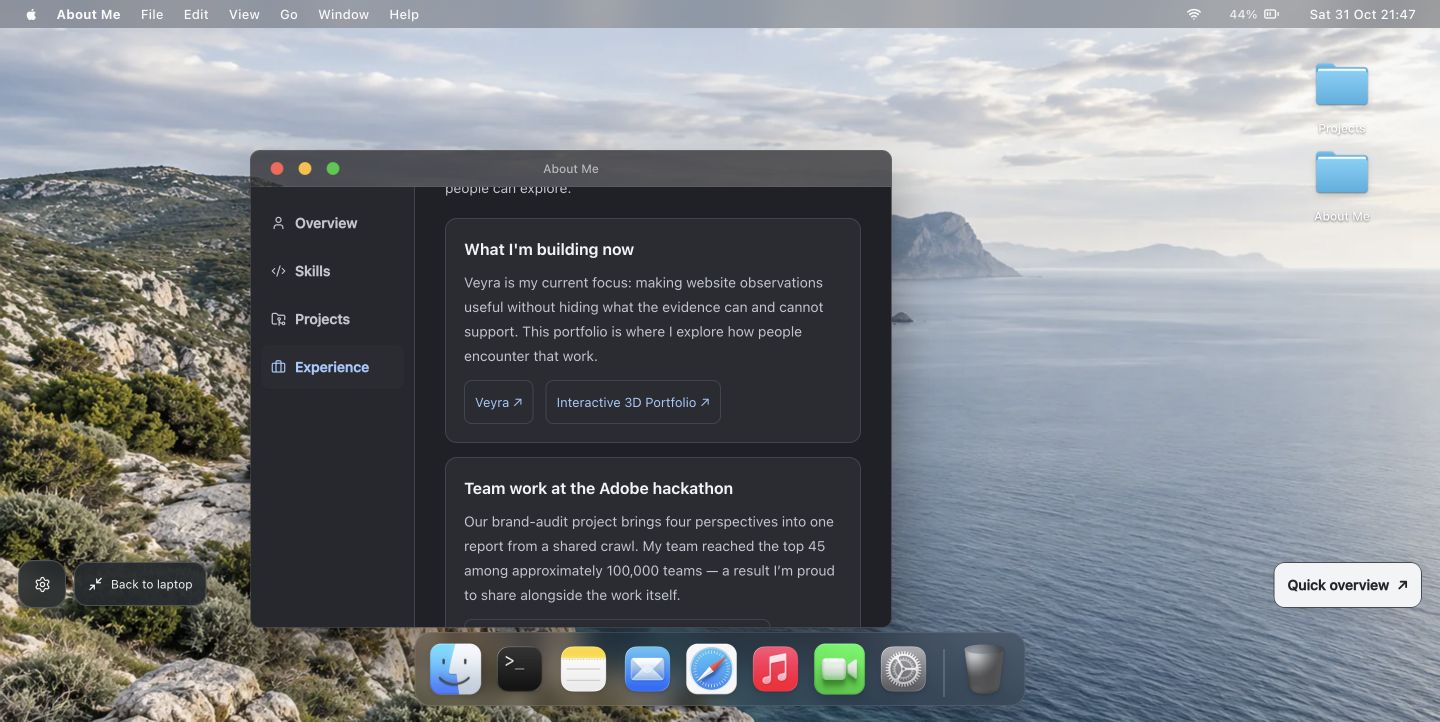 About Me File Edit View Go Window Help
44% Sat 31 Oct 21:47
Projects
About Me
About Me
Overview
Skills
Projects
Experience
people can explore.
What I'm building now
Veyra is my current focus: making website observations
useful without hiding what the evidence can and cannot
support. This portfolio is where I explore how people
encounter that work.
Veyra ↗ Interactive 3D Portfolio ↗
Team work at the Adobe hackathon
Our brand-audit project brings four perspectives into one
report from a shared crawl. My team reached the top 45
among approximately 100,000 teams — a result I’m proud
to share alongside the work itself.
Back to laptop
Quick overview ↗
>_